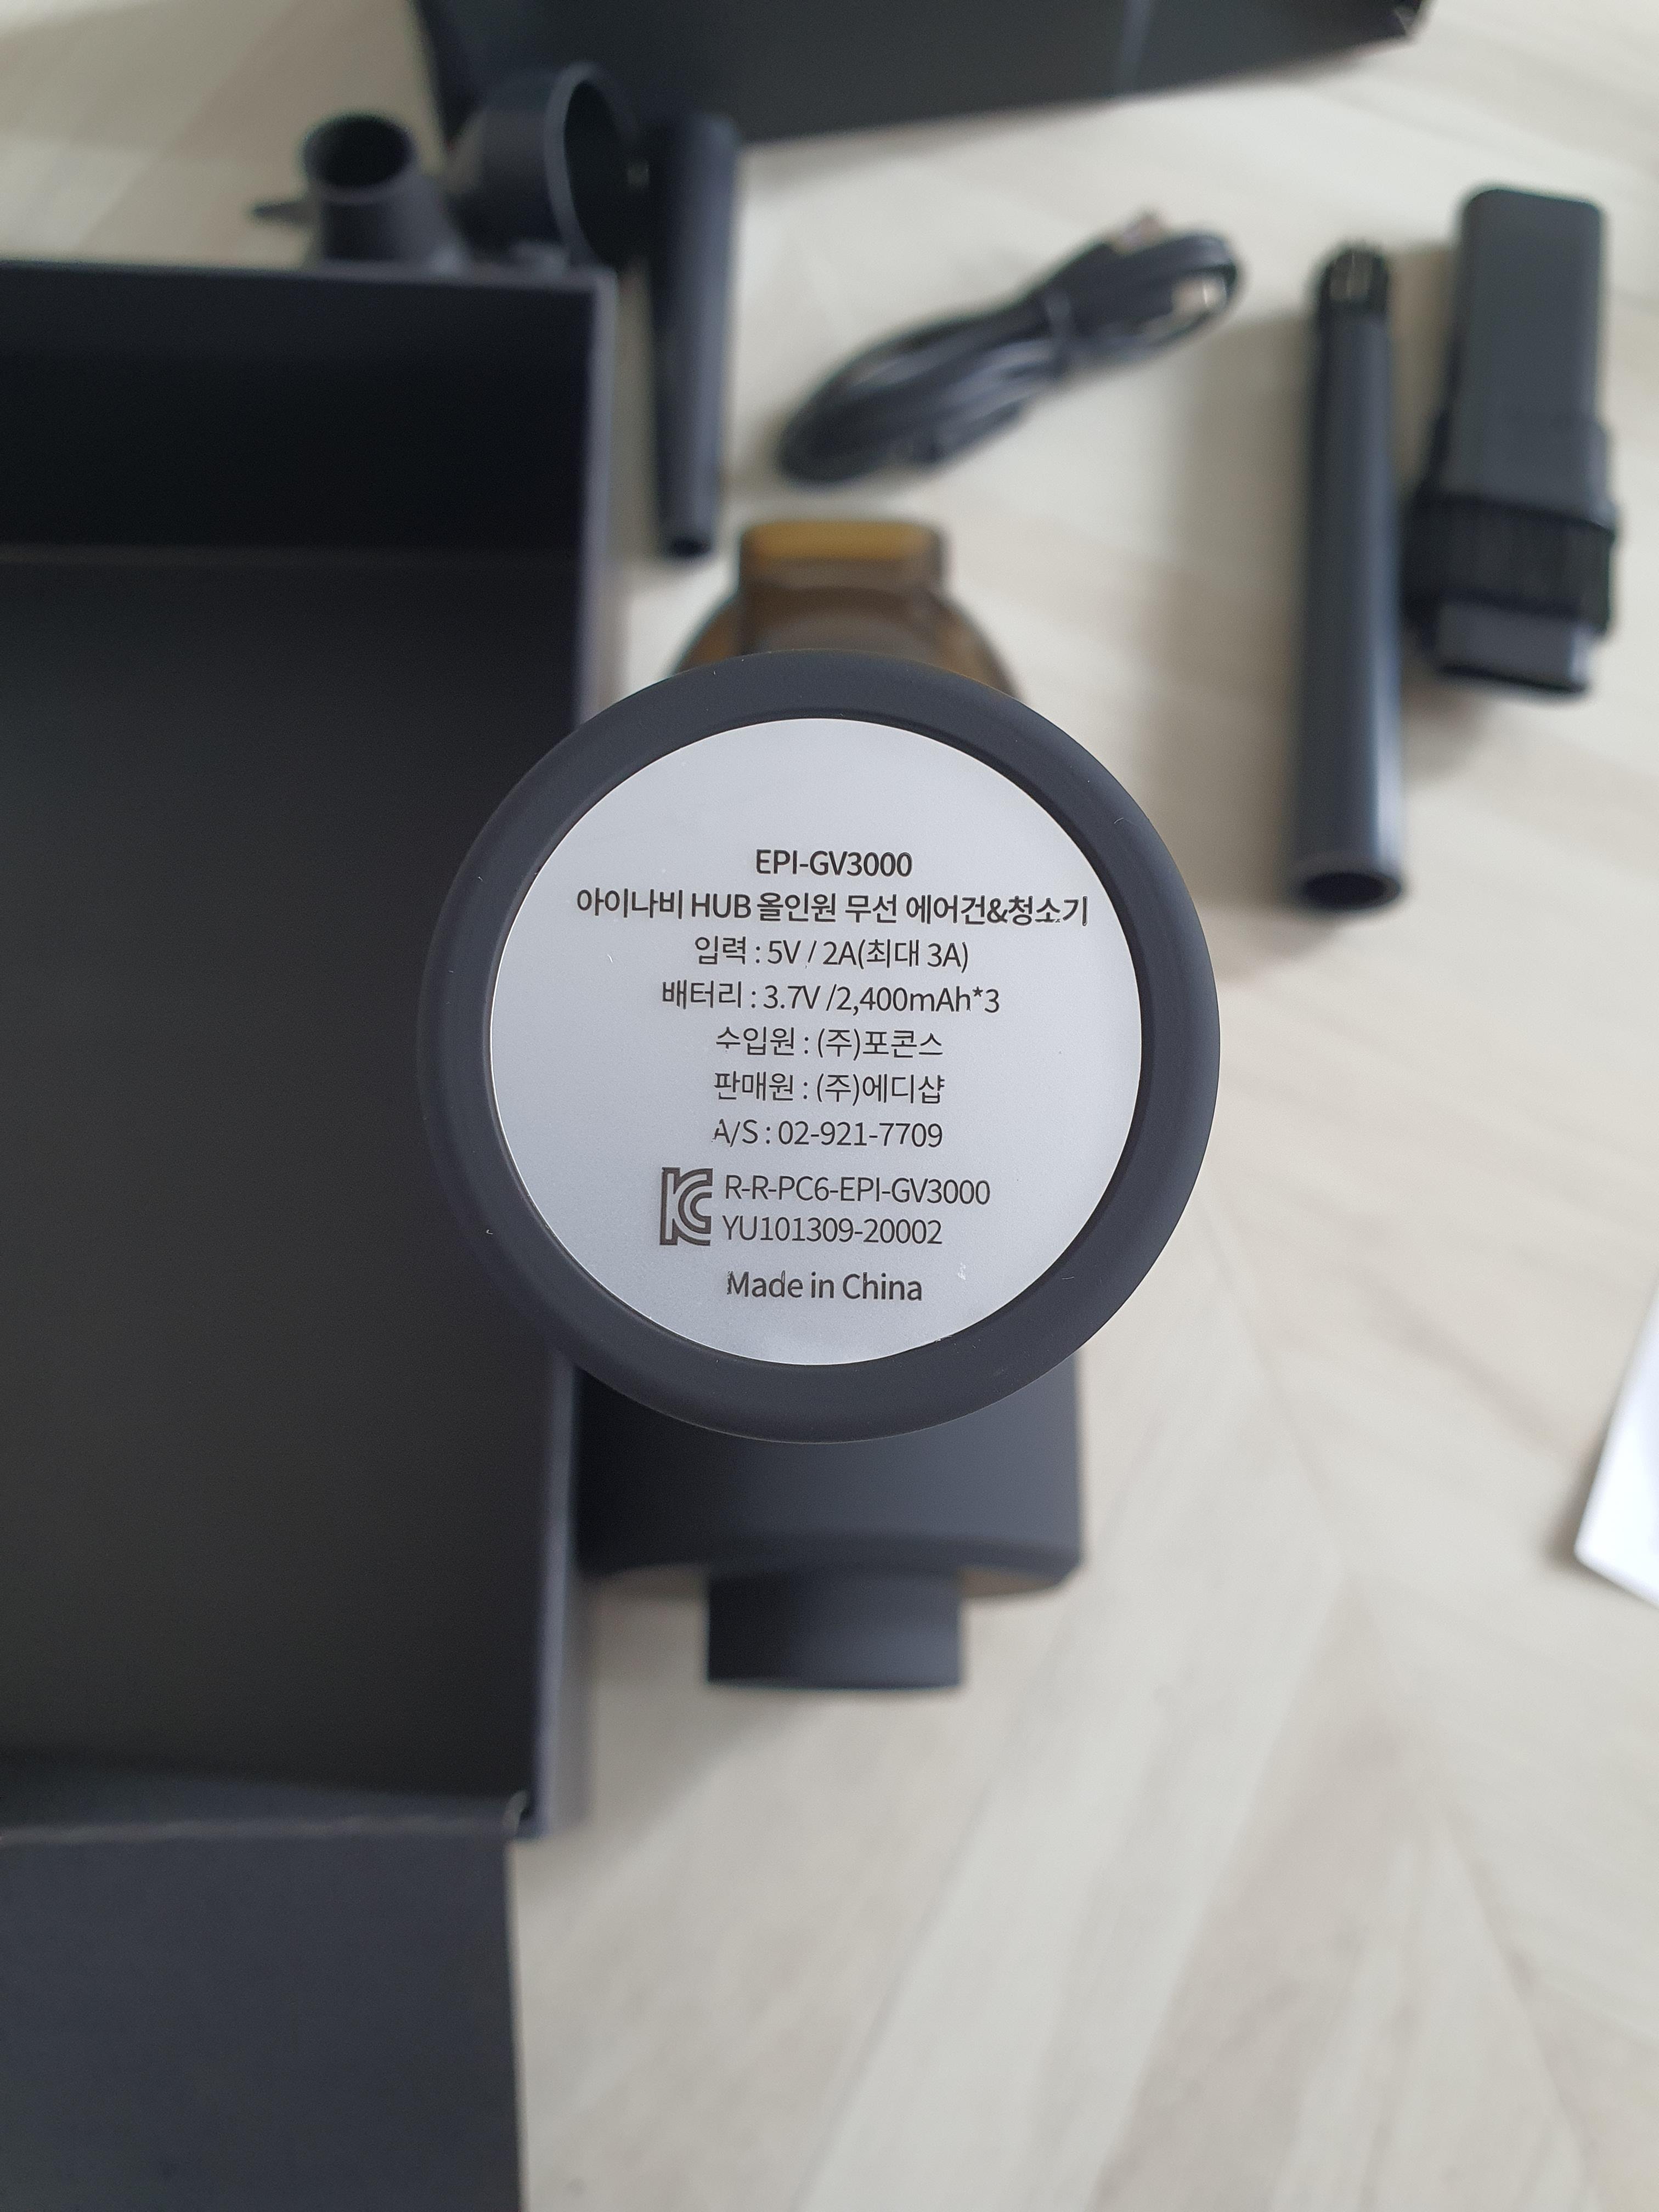 EPI-GV3000
아이나비 HUB 올인원 무선 에어건&청소기
입력 : 5V / 2A(최대 3A)
배터리 : 3.7V /2,400mAh*3
수입원 : (주)포콘스
판매원 : (주)에디샵
A/S : 02-921-7709
R-R-PC6-EPI-GV3000
YU101309-20002
Made in China